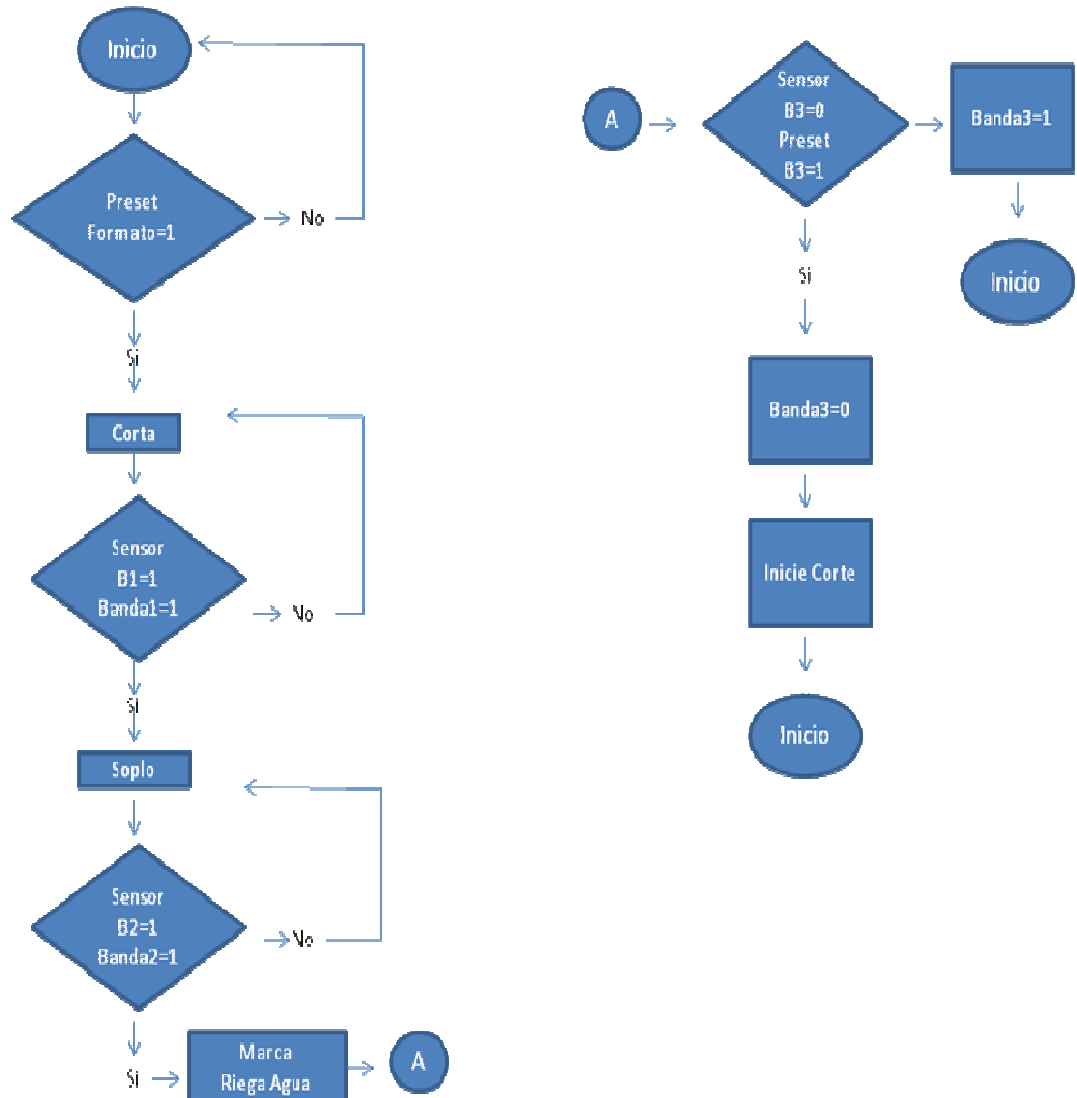 Inicio
Preset
Formato=1
No
Si
Corta
Sensor
B1=1
Banda1=1
No
Si
Soplo
Sensor
B2=1
Banda2=1
No
Si
Marca
Riega Agua
A
A
Sensor
B3=0
Preset
B3=1
Banda3=1
Inicio
Si
Banda3=0
Inicie Corte
Inicio